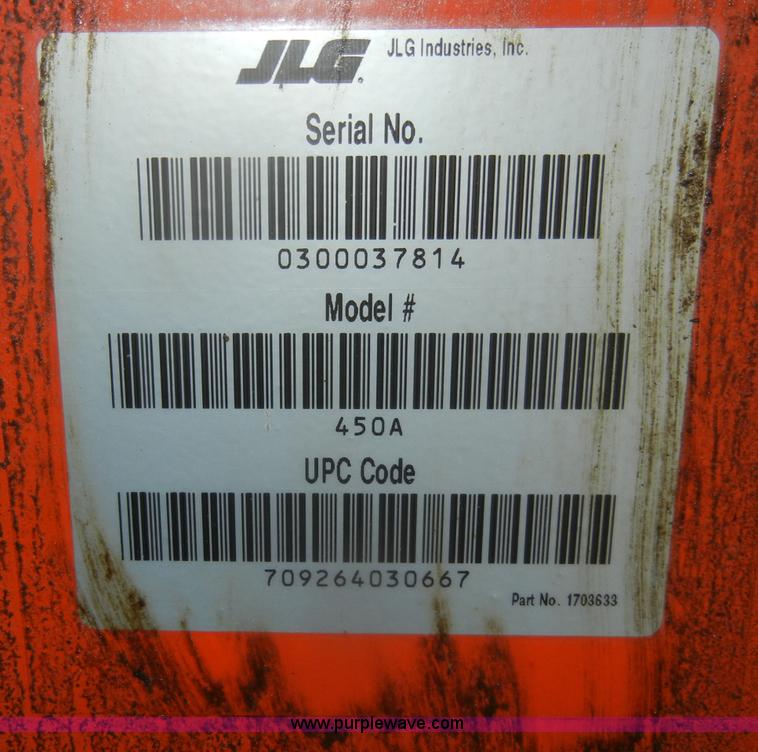 JLG JLG Industries, Inc.
Serial No.
0300037814
Model #
450A
UPC Code
709264030667
Part No. 1703633
www.purplewave.com